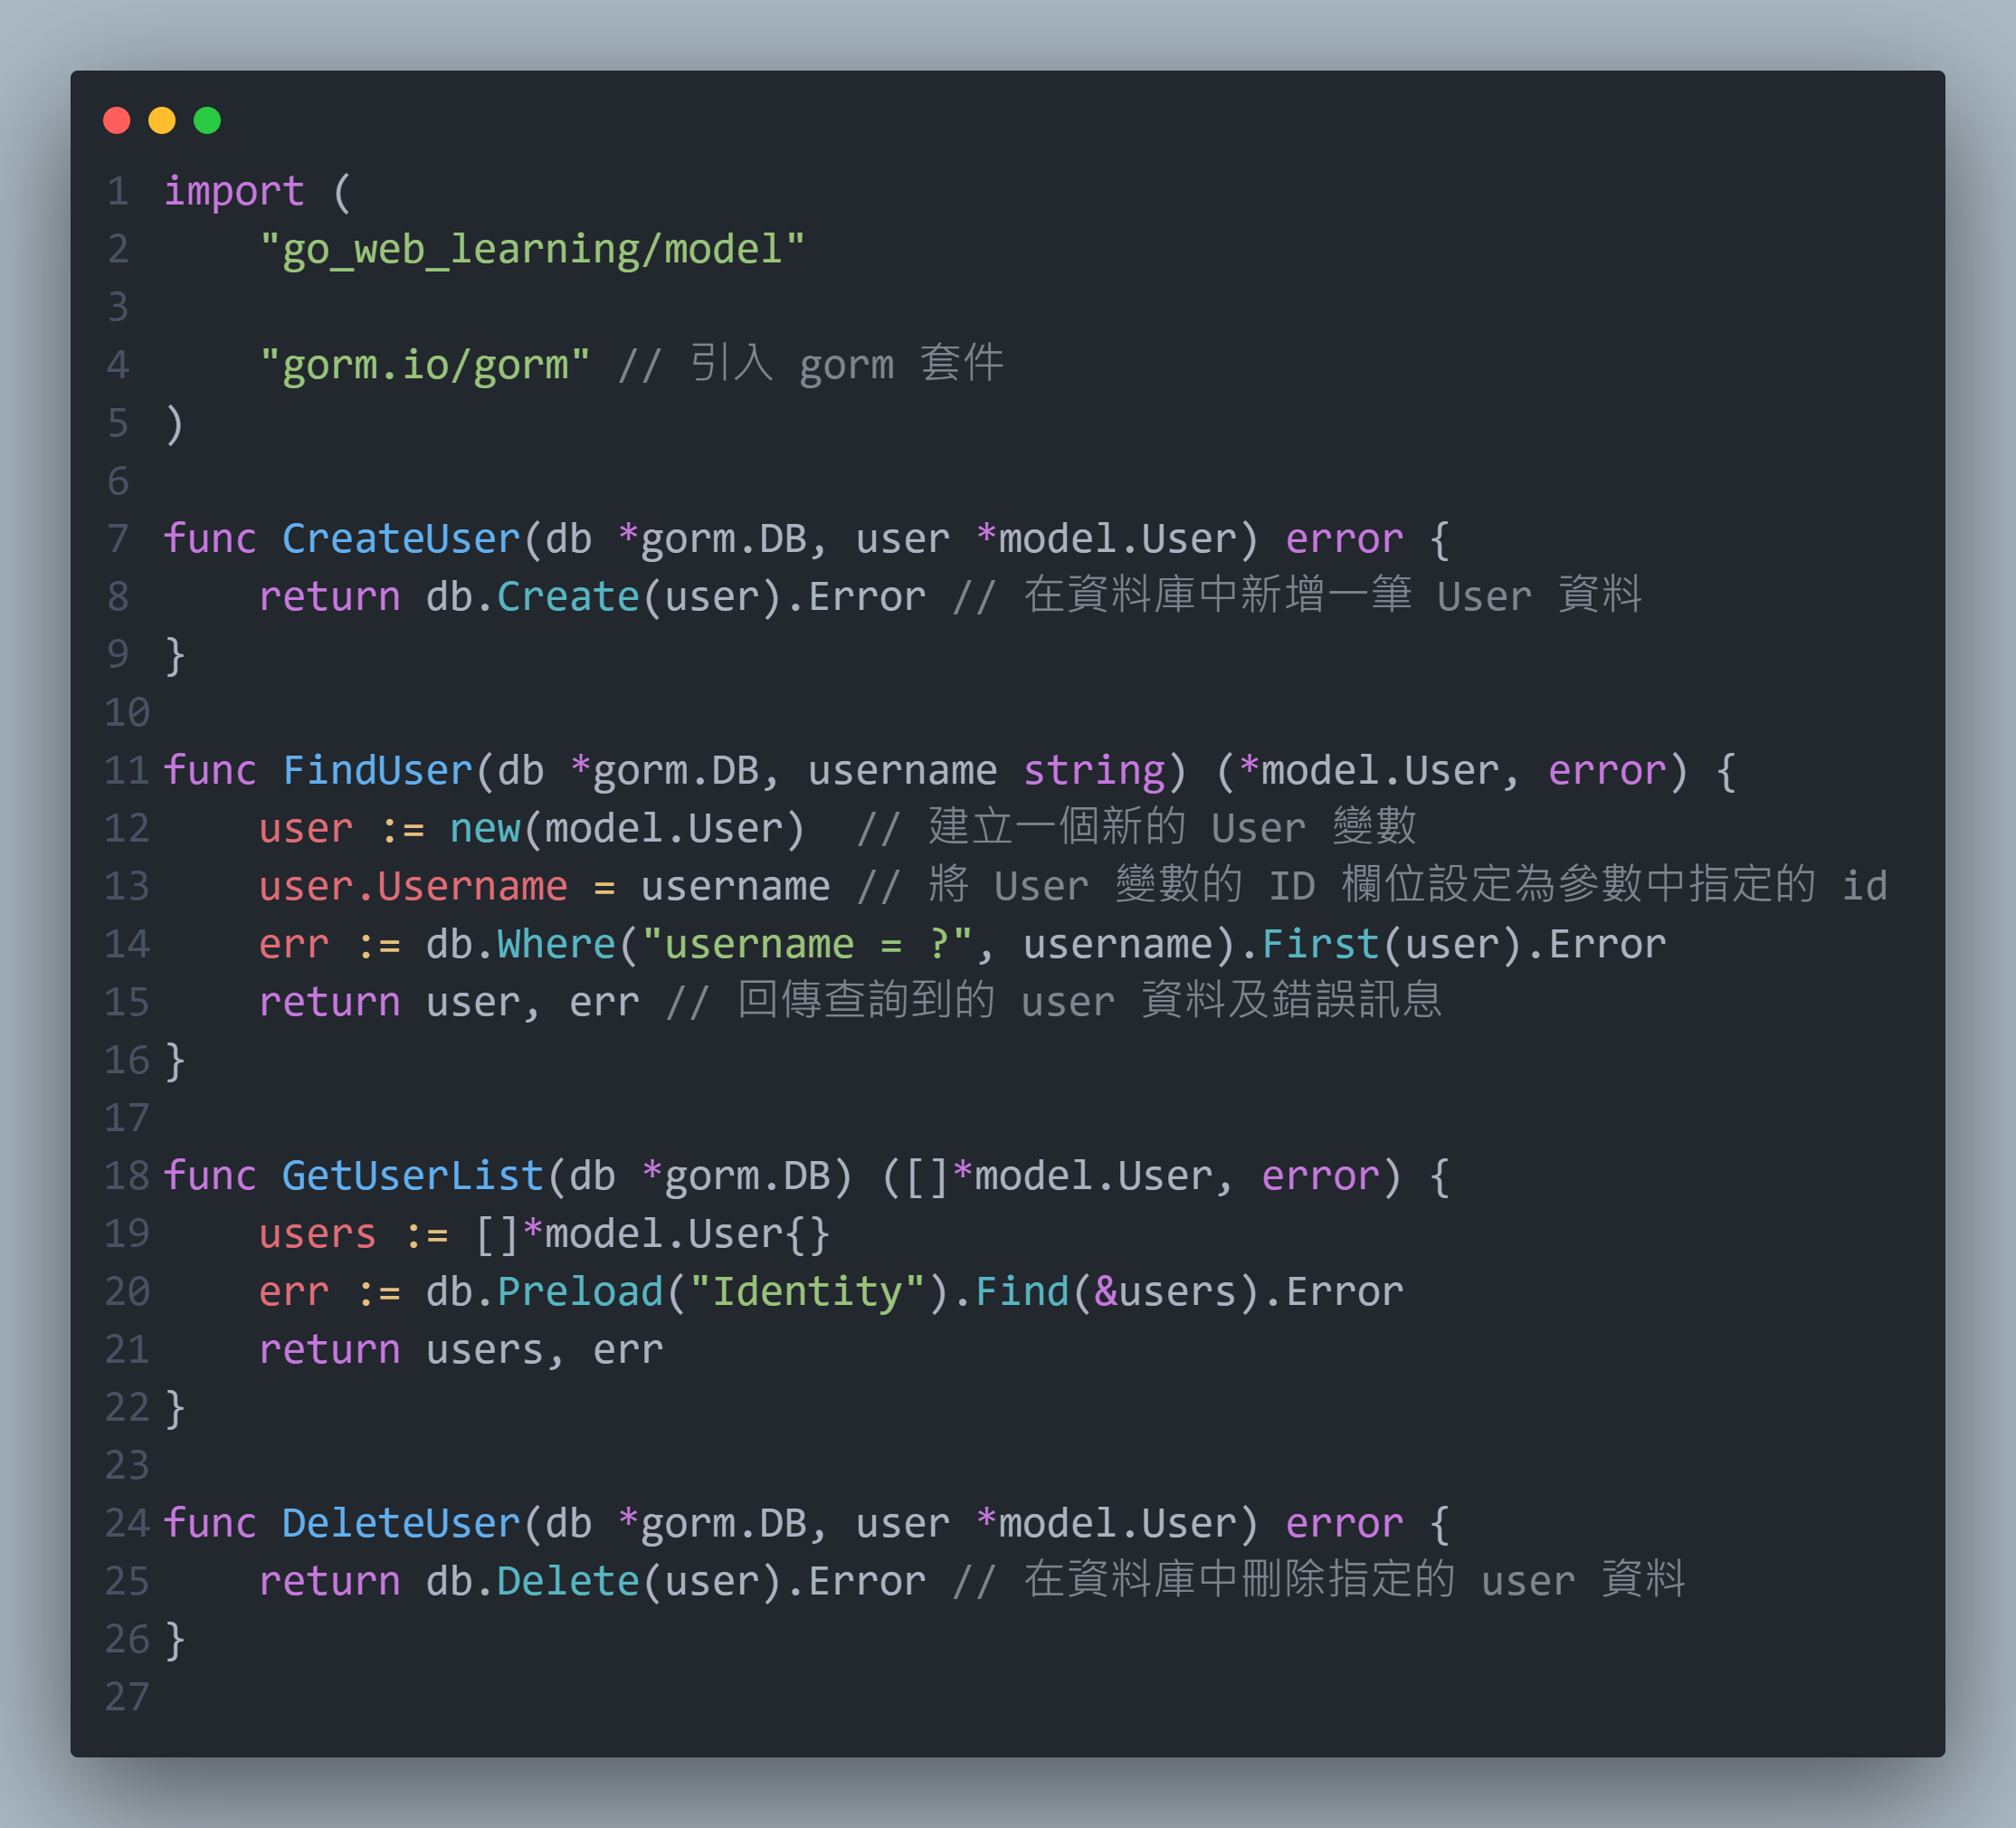 1 import (
2     "go_web_learning/model"
3
4     "gorm.io/gorm" // 引入 gorm 套件
5 )
6
7 func CreateUser(db *gorm.DB, user *model.User) error {
8     return db.Create(user).Error // 在資料庫中新增一筆 User 資料
9 }
10
11 func FindUser(db *gorm.DB, username string) (*model.User, error) {
12     user := new(model.User)  // 建立一個新的 User 變數
13     user.Username = username // 將 User 變數的 ID 欄位設定為參數中指定的 id
14     err := db.Where("username = ?", username).First(user).Error
15     return user, err // 回傳查詢到的 user 資料及錯誤訊息
16 }
17
18 func GetUserList(db *gorm.DB) ([]*model.User, error) {
19     users := []*model.User{}
20     err := db.Preload("Identity").Find(&users).Error
21     return users, err
22 }
23
24 func DeleteUser(db *gorm.DB, user *model.User) error {
25     return db.Delete(user).Error // 在資料庫中刪除指定的 user 資料
26 }
27